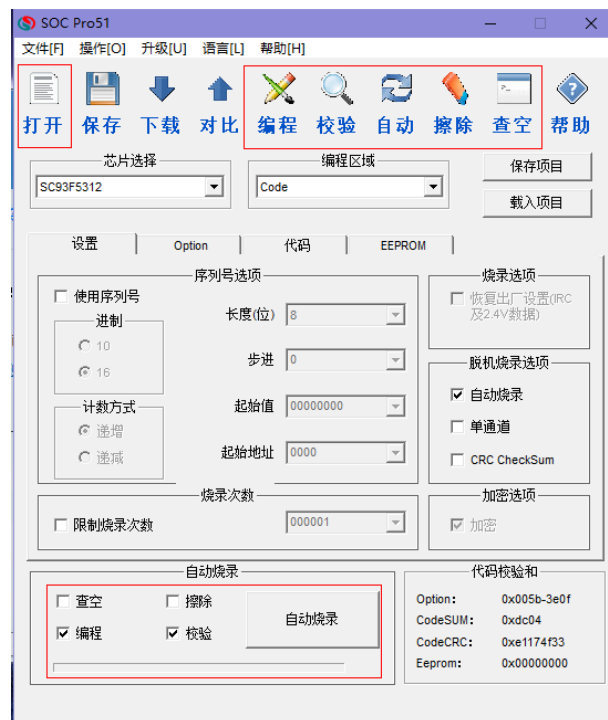 SOC Pro51
文件[F] 操作[O] 升级[U] 语言[L] 帮助[H]
打开 保存 下载 对比 编程 校验 自动 擦除 查空 帮助
芯片选择
SC93F5312
编程区域
Code
保存项目
载入项目
设置 Option 代码 EEPROM
序列号选项
使用序列号
进制
10
16
计数方式
递增
递减
长度(位) 8
步进 0
起始值 00000000
起始地址 0000
烧录次数
限制烧录次数 000001
烧录选项
恢复出厂设置(IRC
及2.4V数据)
脱机烧录选项
自动烧录
单通道
CRC CheckSum
加密选项
加密
自动烧录
查空 擦除
编程 校验
自动烧录
代码校验和
Option: 0x005b-3e0f
CodeSUM: 0xdc04
CodeCRC: 0xe1174f33
Eeprom: 0x00000000